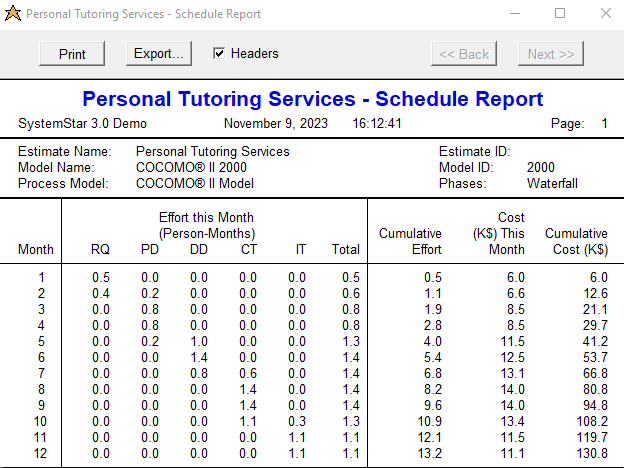 Personal Tutoring Services - Schedule Report
Print Export... Headers << Back Next >>
Personal Tutoring Services - Schedule Report
SystemStar 3.0 Demo November 9, 2023 16:12:41 Page: 1
Estimate Name: Personal Tutoring Services Estimate ID:
Model Name: COCOMO® II 2000 Model ID: 2000
Process Model: COCOMO® II Model Phases: Waterfall
Effort this Month Cost
(Person-Months) Cumulative (K$) This Cumulative
Month RQ PD DD CT IT Total Effort Month Cost (K$)
1 0.5 0.0 0.0 0.0 0.0 0.5 0.5 6.0 6.0
2 0.4 0.2 0.0 0.0 0.0 0.6 1.1 6.6 12.6
3 0.0 0.8 0.0 0.0 0.0 0.8 1.9 8.5 21.1
4 0.0 0.8 0.0 0.0 0.0 0.8 2.8 8.5 29.7
5 0.0 0.2 1.0 0.0 0.0 1.3 4.0 11.5 41.2
6 0.0 0.0 1.4 0.0 0.0 1.4 5.4 12.5 53.7
7 0.0 0.0 0.8 0.6 0.0 1.4 6.8 13.1 66.8
8 0.0 0.0 0.0 1.4 0.0 1.4 8.2 14.0 80.8
9 0.0 0.0 0.0 1.4 0.0 1.4 9.6 14.0 94.8
10 0.0 0.0 0.0 1.1 0.3 1.3 10.9 13.4 108.2
11 0.0 0.0 0.0 0.0 1.1 1.1 12.1 11.5 119.7
12 0.0 0.0 0.0 0.0 1.1 1.1 13.2 11.1 130.8